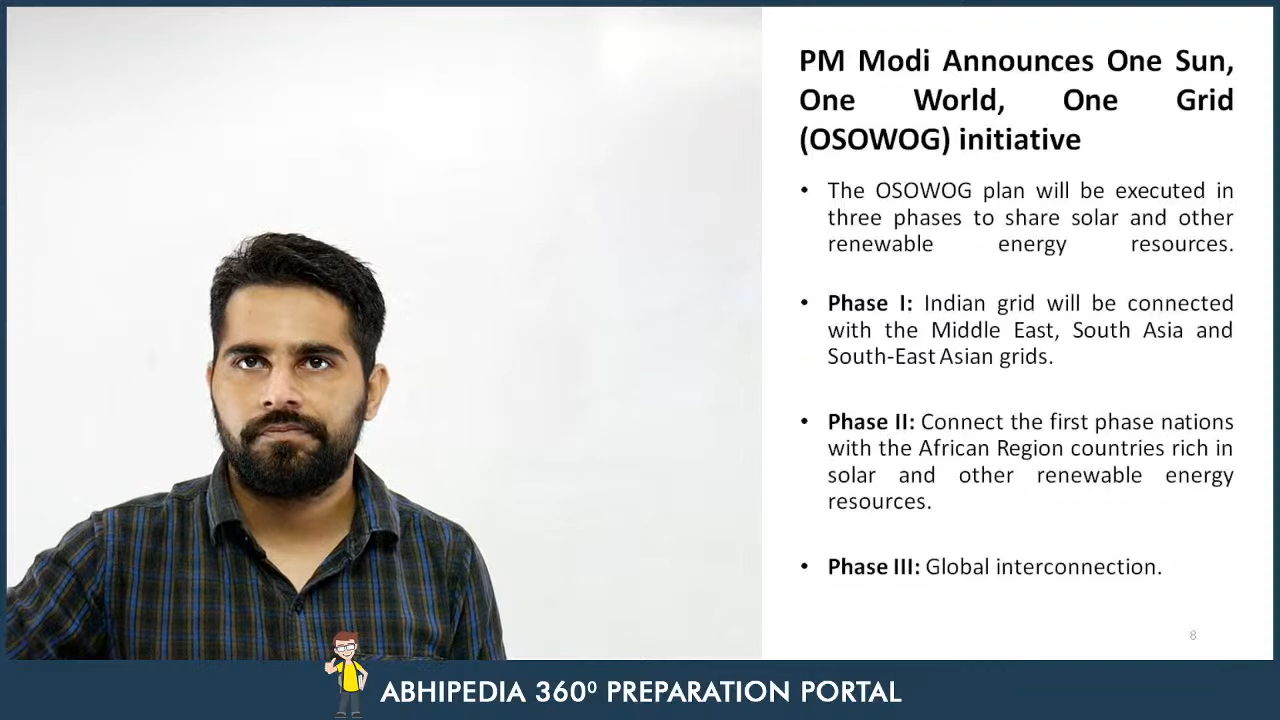 PM Modi Announces One Sun,
One World, One Grid
(OSOWOG) initiative
• The OSOWOG plan will be executed in
three phases to share solar and other
renewable energy resources.
• Phase I: Indian grid will be connected
with the Middle East, South Asia and
South-East Asian grids.
• Phase II: Connect the first phase nations
with the African Region countries rich in
solar and other renewable energy
resources.
• Phase III: Global interconnection.
8
ABHIPEDIA 360⁰ PREPARATION PORTAL